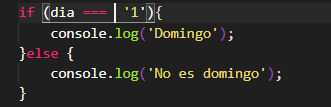 if (dia === '1'){
    console.log('Domingo');
}else {
    console.log('No es domingo');
}